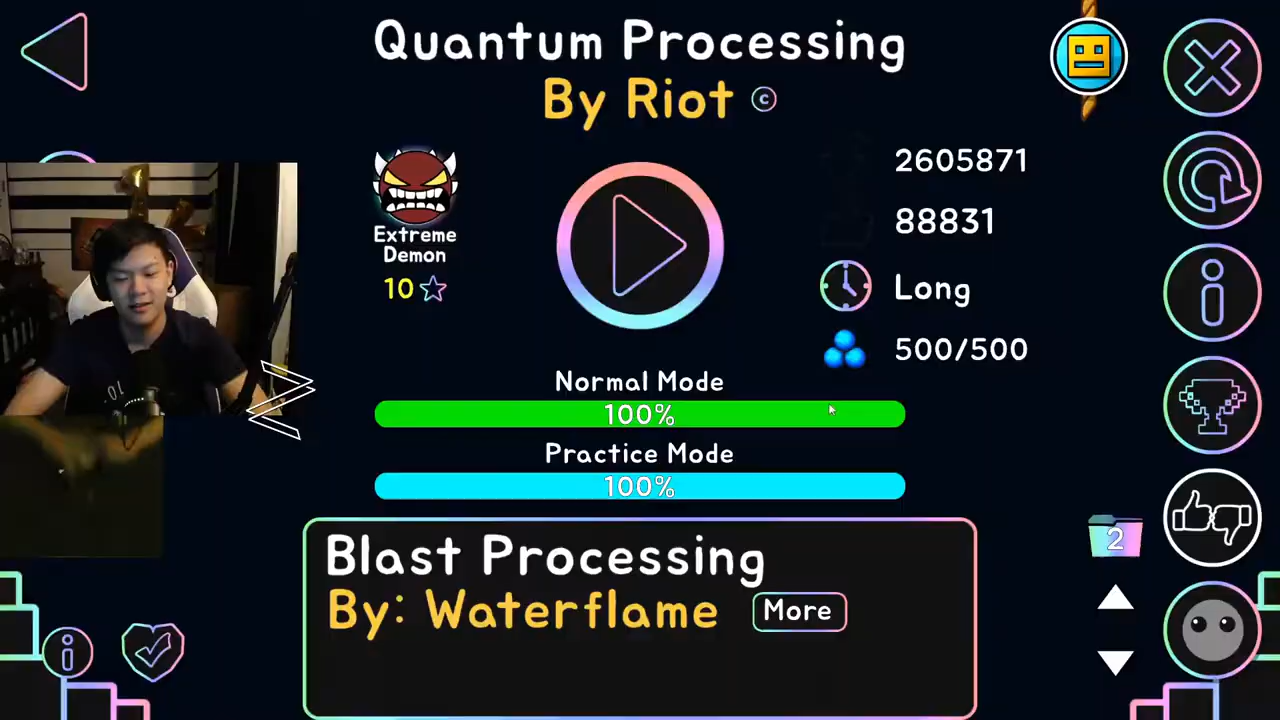 Quantum Processing
By Riot
C
Extreme
Demon
10
2605871
88831
Long
500/500
Normal Mode
100%
Practice Mode
100%
2
Blast Processing
By: Waterflame
More